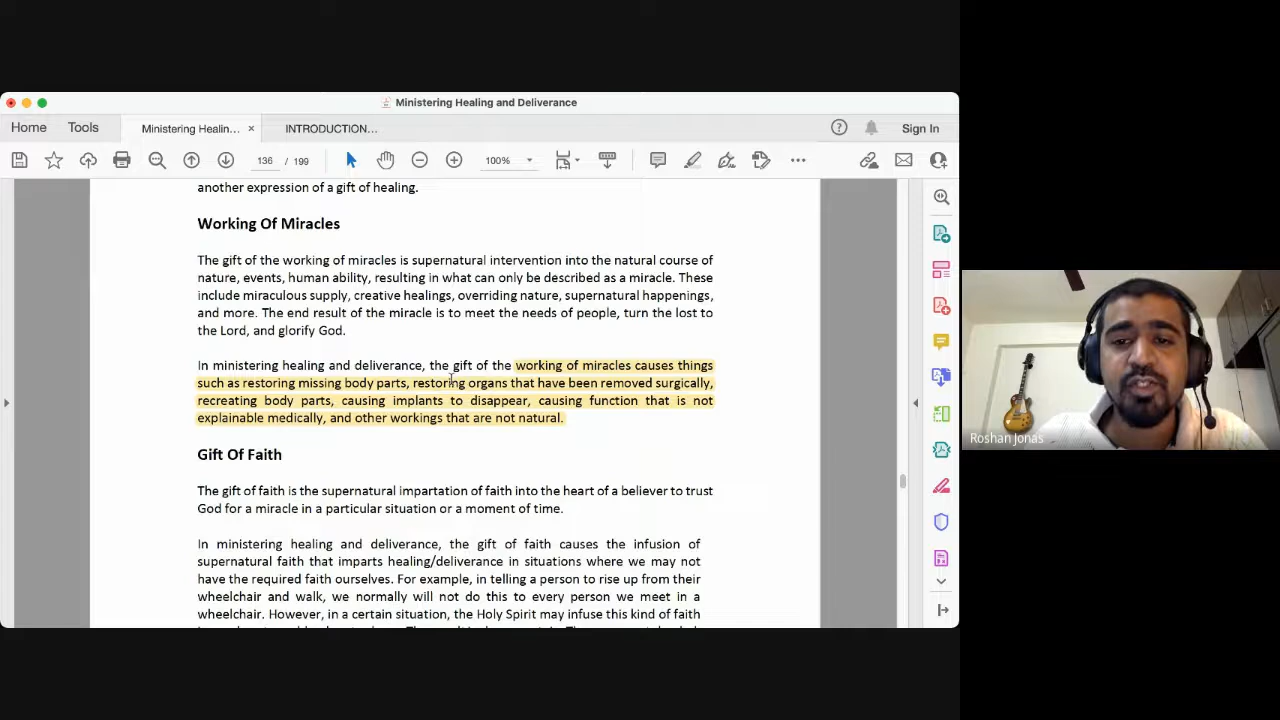 Ministering Healing and Deliverance
Home Tools Ministering Healin... × INTRODUCTION... Sign In
136 / 199 100%
another expression of a gift of healing.
Working Of Miracles
The gift of the working of miracles is supernatural intervention into the natural course of
nature, events, human ability, resulting in what can only be described as a miracle. These
include miraculous supply, creative healings, overriding nature, supernatural happenings,
and more. The end result of the miracle is to meet the needs of people, turn the lost to
the Lord, and glorify God.
In ministering healing and deliverance, the gift of the working of miracles causes things
such as restoring missing body parts, restoring organs that have been removed surgically,
recreating body parts, causing implants to disappear, causing function that is not
explainable medically, and other workings that are not natural.
Gift Of Faith
The gift of faith is the supernatural impartation of faith into the heart of a believer to trust
God for a miracle in a particular situation or a moment of time.
In ministering healing and deliverance, the gift of faith causes the infusion of
supernatural faith that imparts healing/deliverance in situations where we may not
have the required faith ourselves. For example, in telling a person to rise up from their
wheelchair and walk, we normally will not do this to every person we meet in a
wheelchair. However, in a certain situation, the Holy Spirit may infuse this kind of faith
Roshan Jonas